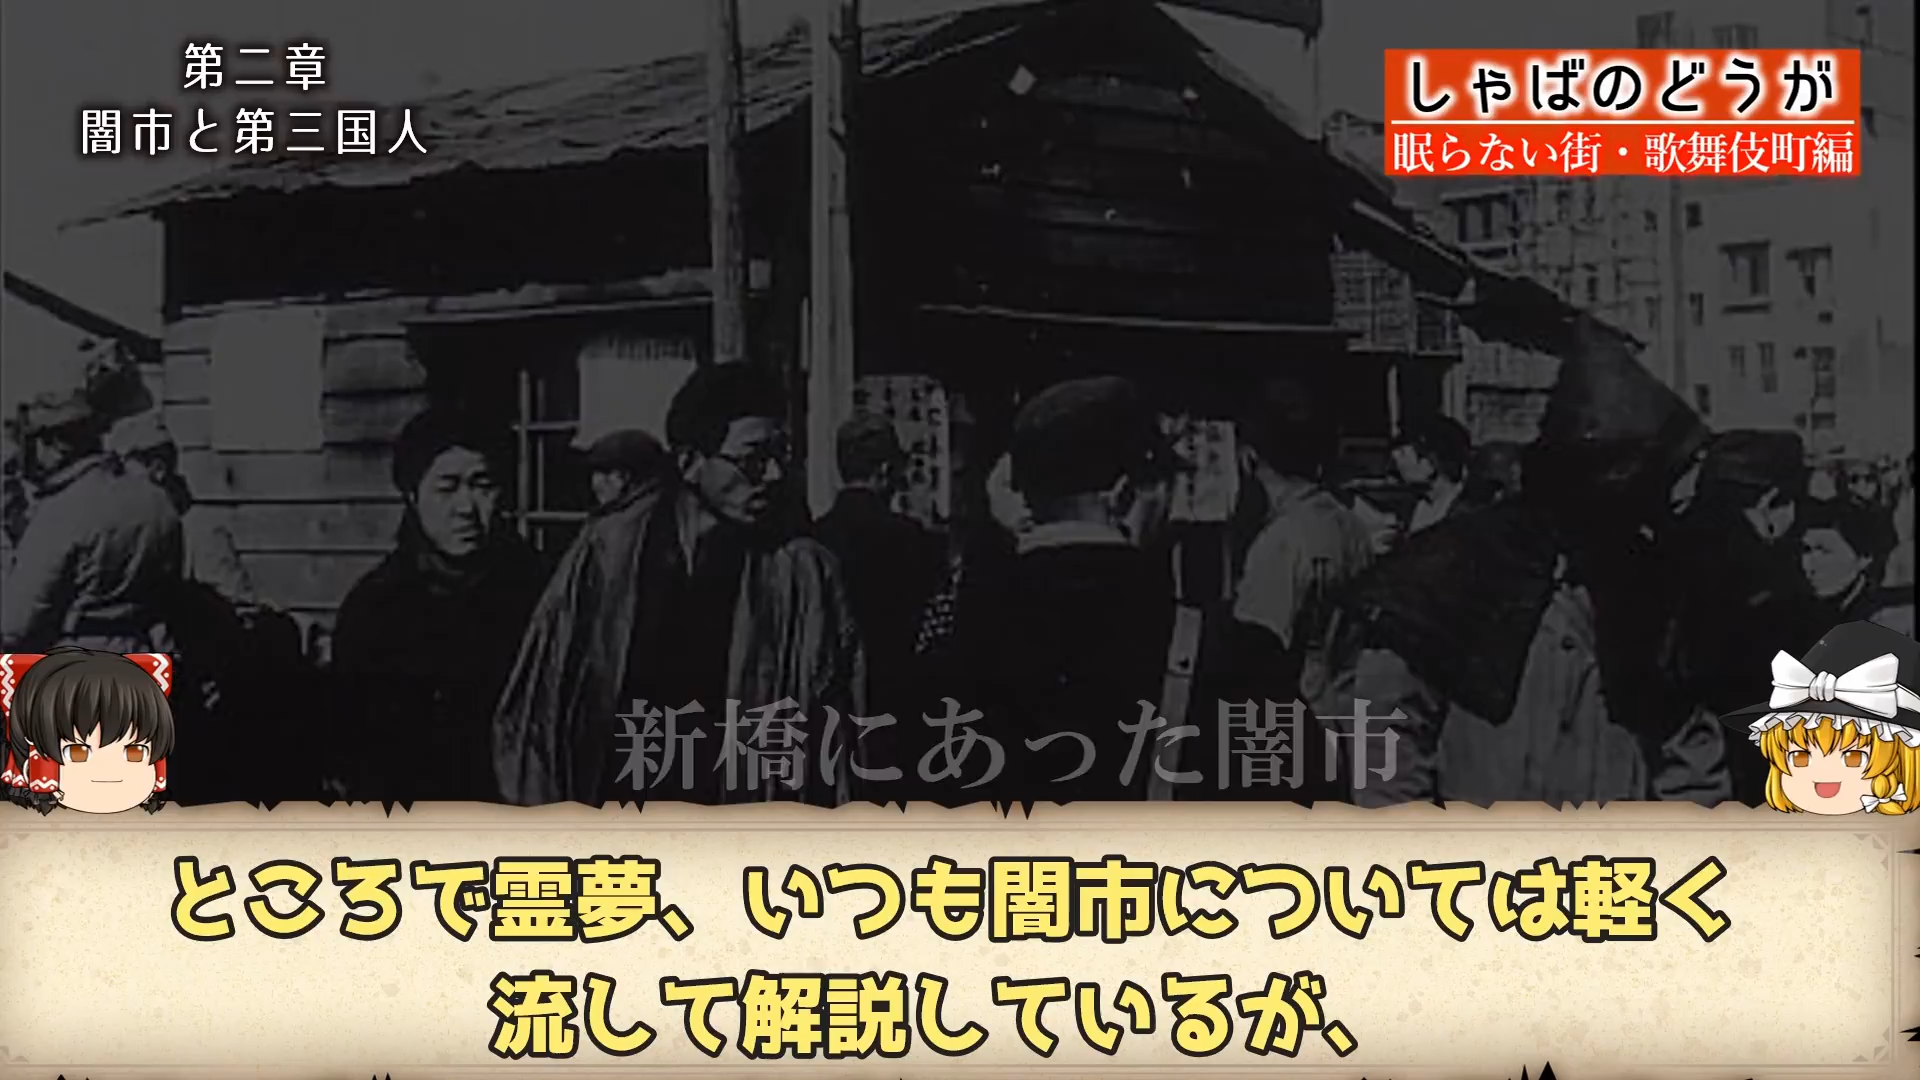 第二章
闇市と第三国人
しゃばのどうが
眠らない街・歌舞伎町編
新橋にあった闇市
ところで霊夢、いつも闇市については軽く
流して解説しているが、